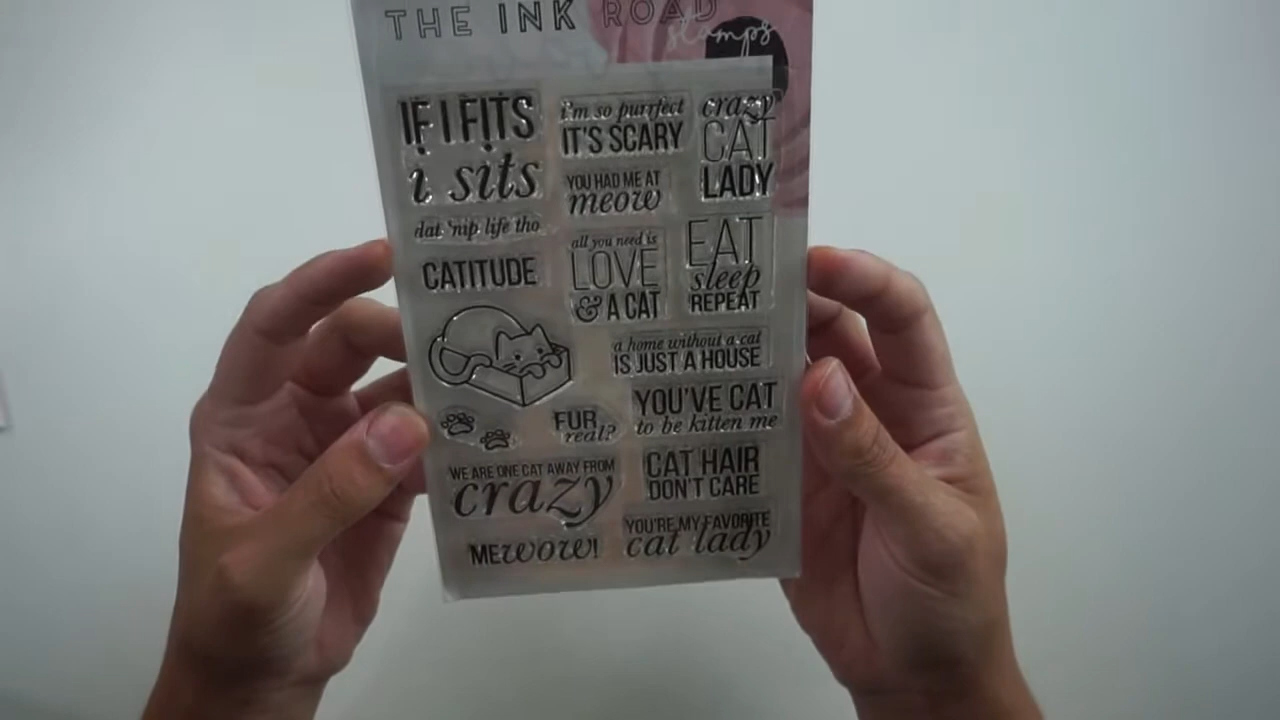 THE INK ROAD
stamps
IF I FITS
i sits
i'm so purrfect
IT'S SCARY
crazy
CAT
LADY
YOU HAD ME AT
meow
dat 'nip life tho
CATITUDE
all you need is
LOVE
& A CAT
EAT
sleep
REPEAT
a home without a cat
IS JUST A HOUSE
YOU'VE CAT
to be kitten me
FUR
real?
WE ARE ONE CAT AWAY FROM
crazy
CAT HAIR
DON'T CARE
MEwow!
YOU'RE MY FAVORITE
cat lady